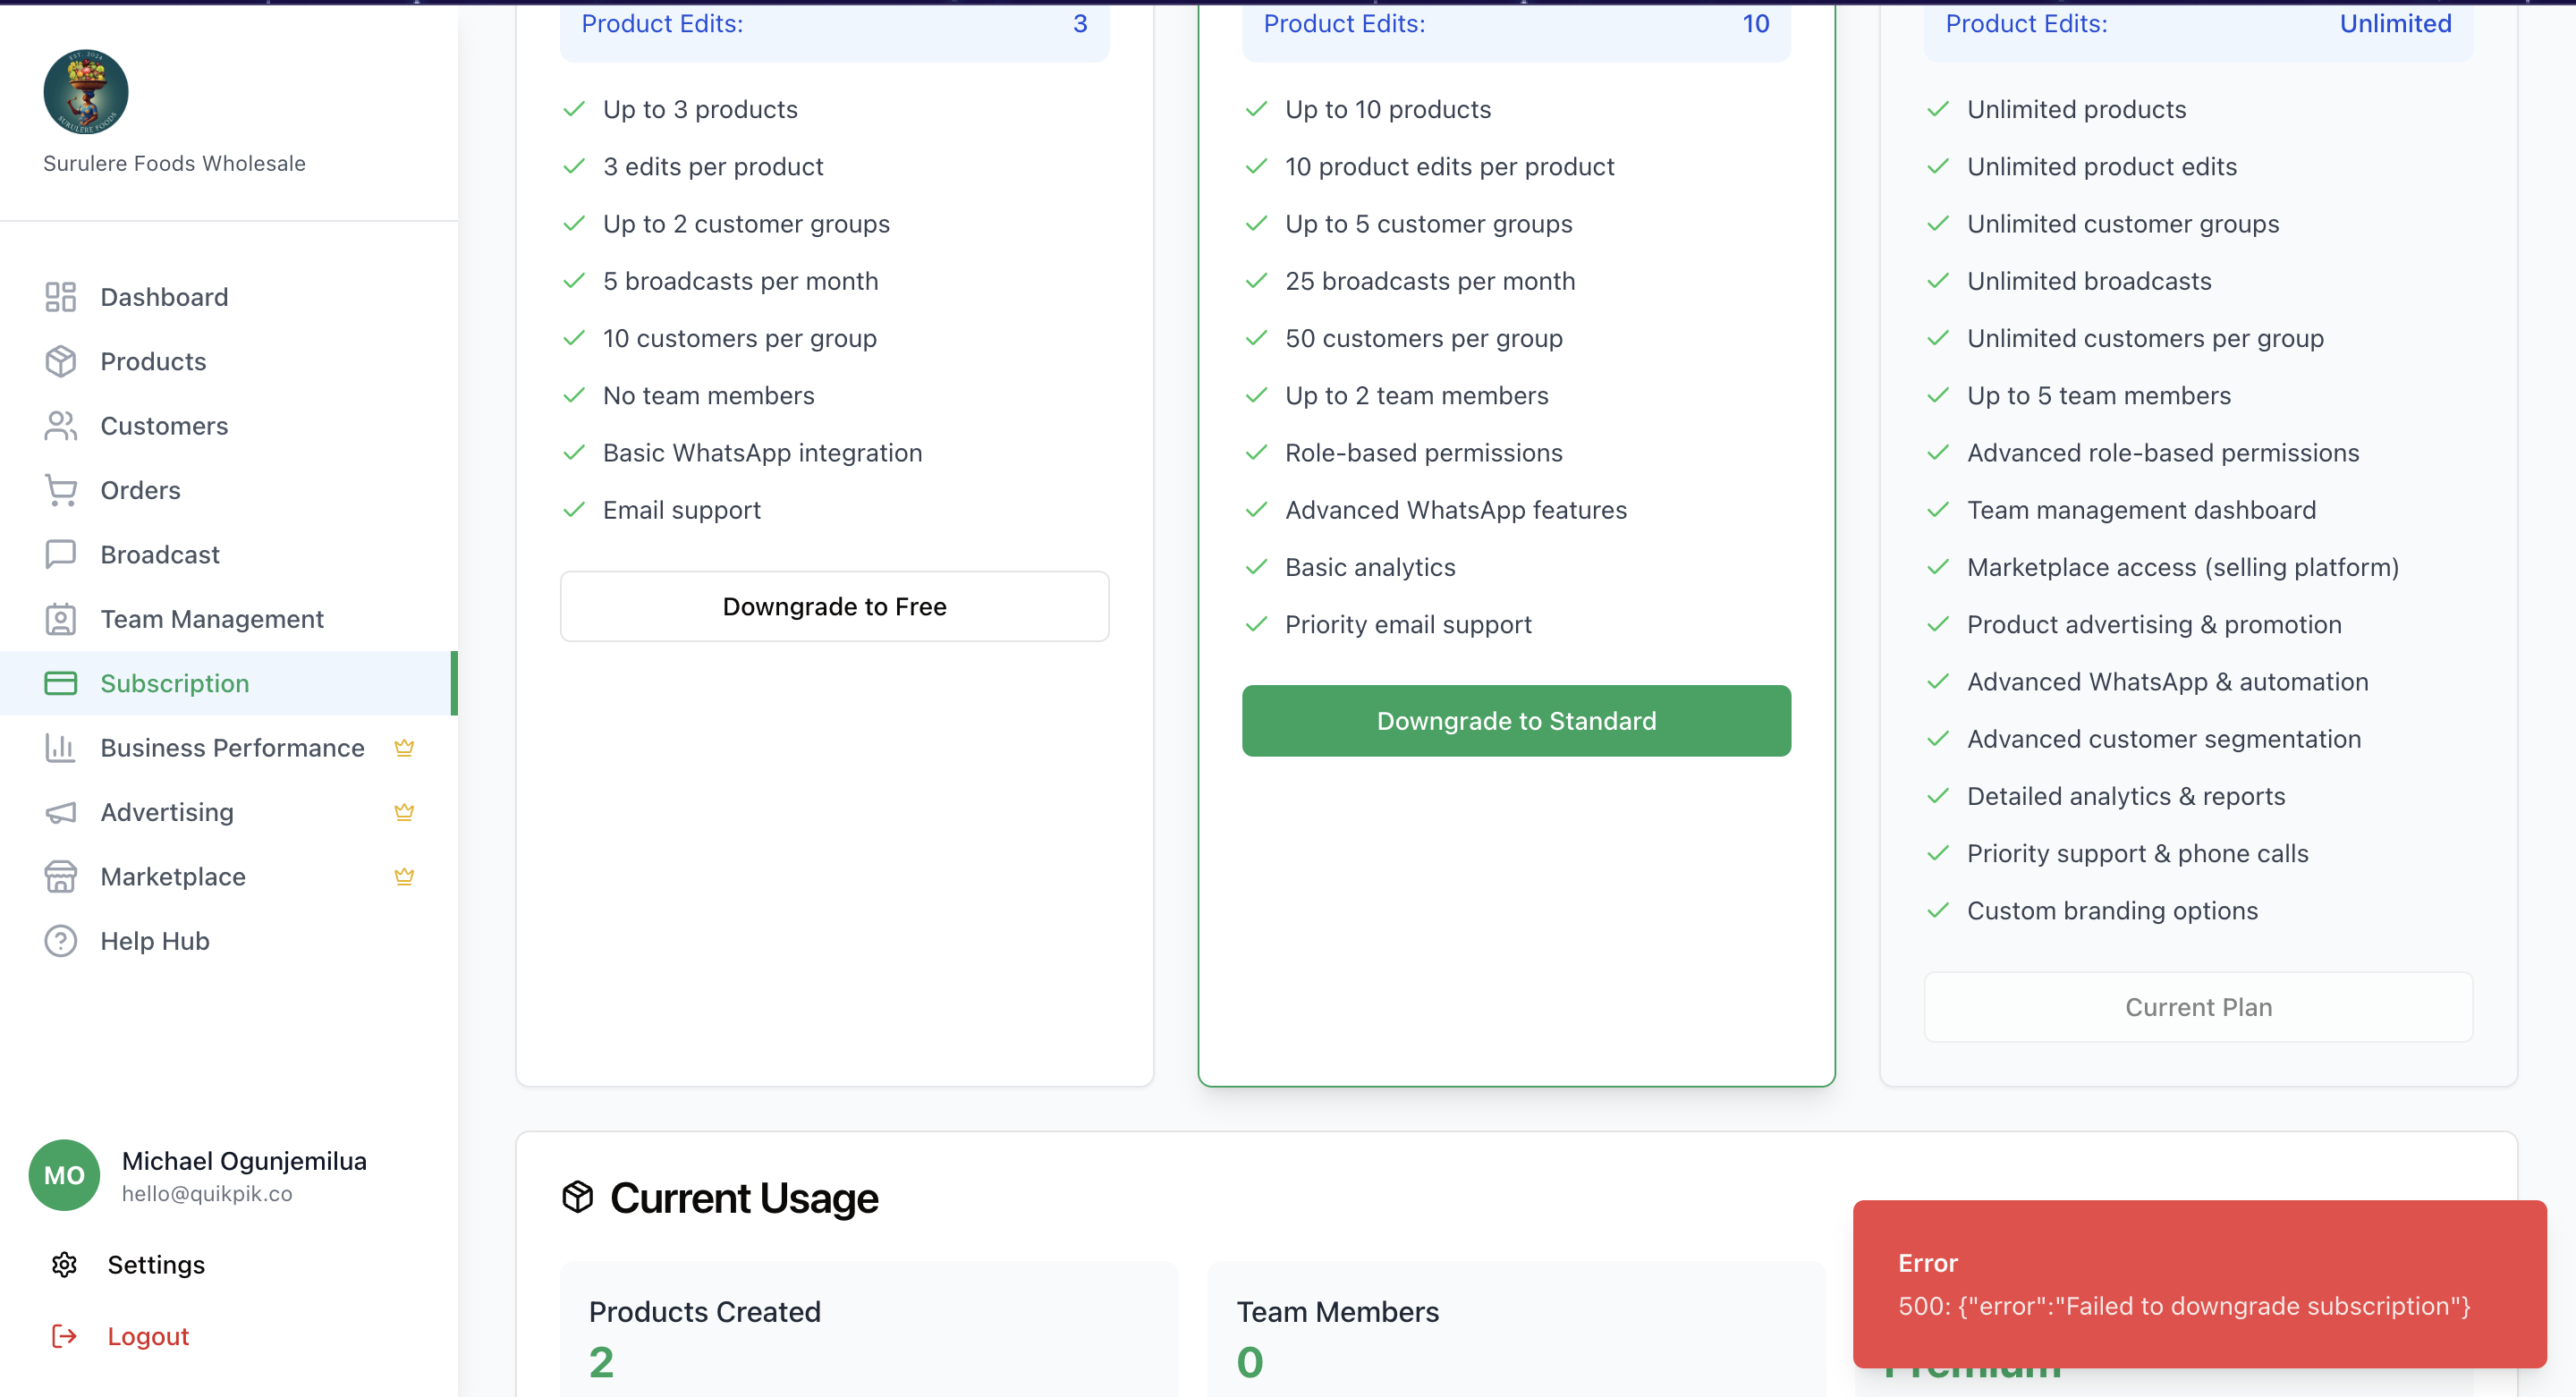 EST. 2024
SURULERE FOODS
Surulere Foods Wholesale
Dashboard
Products
Customers
Orders
Broadcast
Team Management
Subscription
Business Performance
Advertising
Marketplace
Help Hub
MO
Michael Ogunjemilua
hello@quikpik.co
Settings
Logout
Product Edits: 3
Up to 3 products
3 edits per product
Up to 2 customer groups
5 broadcasts per month
10 customers per group
No team members
Basic WhatsApp integration
Email support
Downgrade to Free
Product Edits: 10
Up to 10 products
10 product edits per product
Up to 5 customer groups
25 broadcasts per month
50 customers per group
Up to 2 team members
Role-based permissions
Advanced WhatsApp features
Basic analytics
Priority email support
Downgrade to Standard
Product Edits: Unlimited
Unlimited products
Unlimited product edits
Unlimited customer groups
Unlimited broadcasts
Unlimited customers per group
Up to 5 team members
Advanced role-based permissions
Team management dashboard
Marketplace access (selling platform)
Product advertising & promotion
Advanced WhatsApp & automation
Advanced customer segmentation
Detailed analytics & reports
Priority support & phone calls
Custom branding options
Current Plan
Current Usage
Products Created
2
Team Members
0
Premium
Error
500: {"error":"Failed to downgrade subscription"}